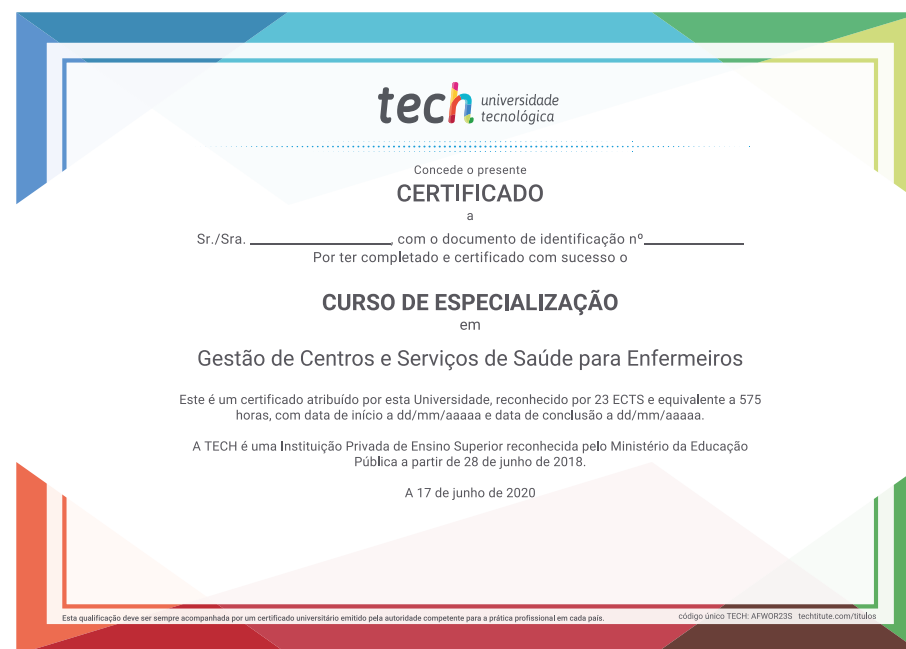 tech universidade
tecnológica
Concede o presente
CERTIFICADO
a
Sr./Sra. ________________, com o documento de identificação nº____________
Por ter completado e certificado com sucesso o
CURSO DE ESPECIALIZAÇÃO
em
Gestão de Centros e Serviços de Saúde para Enfermeiros
Este é um certificado atribuído por esta Universidade, reconhecido por 23 ECTS e equivalente a 575
horas, com data de início a dd/mm/aaaaa e data de conclusão a dd/mm/aaaaa.
A TECH é uma Instituição Privada de Ensino Superior reconhecida pelo Ministério da Educação
Pública a partir de 28 de junho de 2018.
A 17 de junho de 2020
Esta qualificação deve ser sempre acompanhada por um certificado universitário emitido pela autoridade competente para a prática profissional em cada país.
código único TECH: AFWOR23S techtitute.com/titulos